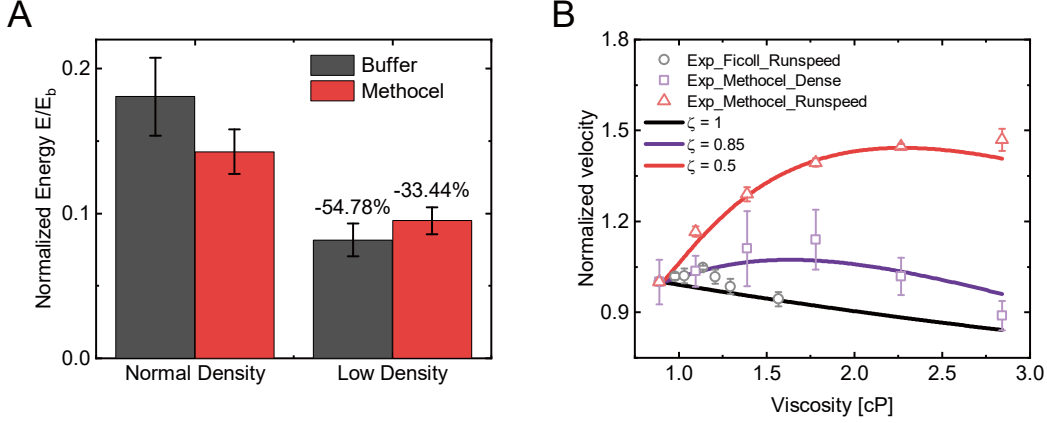 A
Normalized Energy E/E_b
0.2
0.1
0.0
Buffer
Methocel
-54.78%
-33.44%
Normal Density
Low Density
B
Normalized velocity
1.8
1.5
1.2
0.9
Exp_Ficoll_Runspeed
Exp_Methocel_Dense
Exp_Methocel_Runspeed
ζ = 1
ζ = 0.85
ζ = 0.5
1.0
1.5
2.0
2.5
3.0
Viscosity [cP]